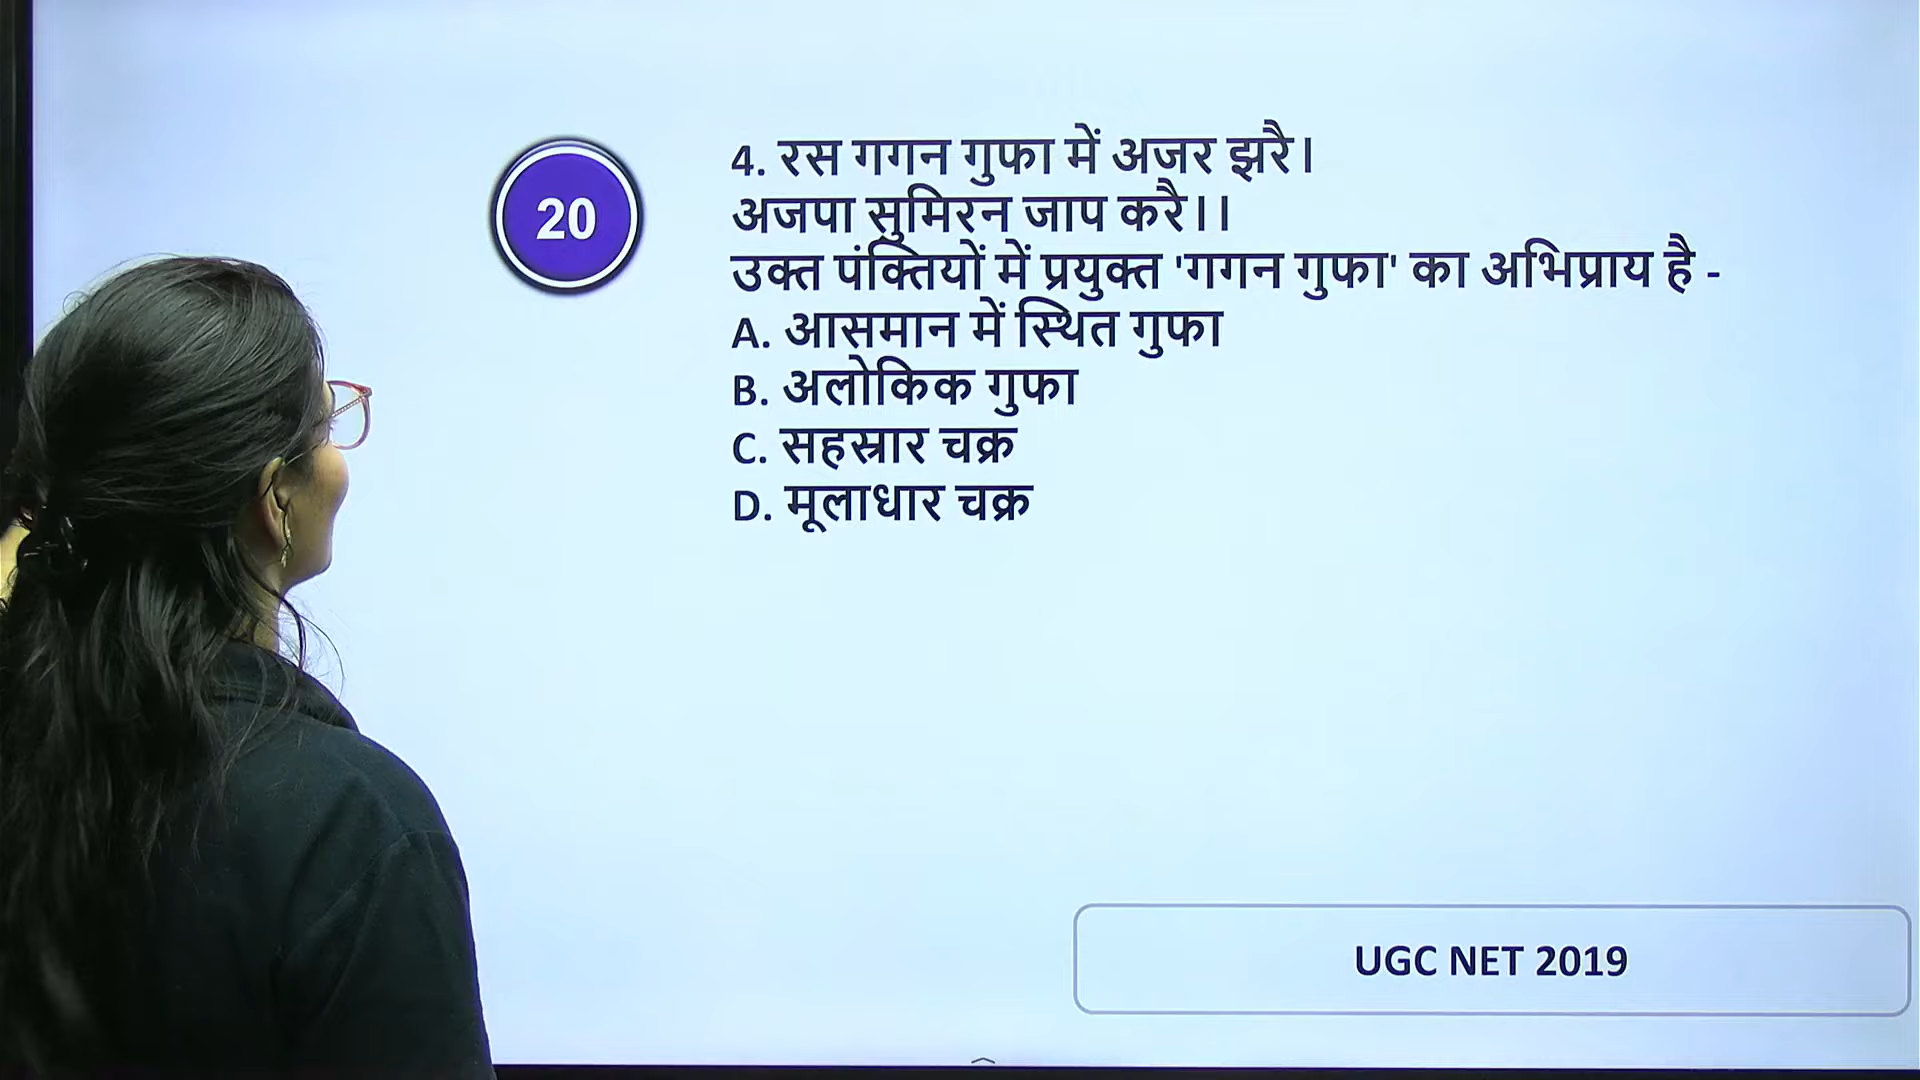 20
4. रस गगन गुफा में अजर झरै।
अजपा सुमिरन जाप करै।।
उक्त पंक्तियों में प्रयुक्त 'गगन गुफा' का अभिप्राय है -
A. आसमान में स्थित गुफा
B. अलोकिक गुफा
C. सहस्रार चक्र
D. मूलाधार चक्र
UGC NET 2019